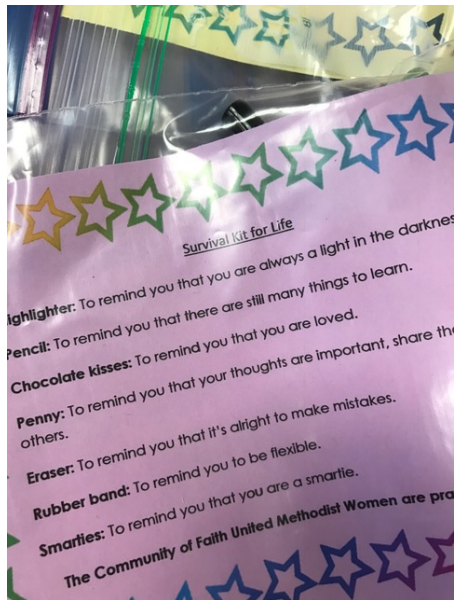 Survival Kit for Life
ighlighter: To remind you that you are always a light in the darknes
Pencil: To remind you that there are still many things to learn.
Chocolate kisses: To remind you that you are loved.
Penny: To remind you that your thoughts are important, share the
others.
Eraser: To remind you that it's alright to make mistakes.
Rubber band: To remind you to be flexible.
Smarties: To remind you that you are a smartie.
The Community of Faith United Methodist Women are pra